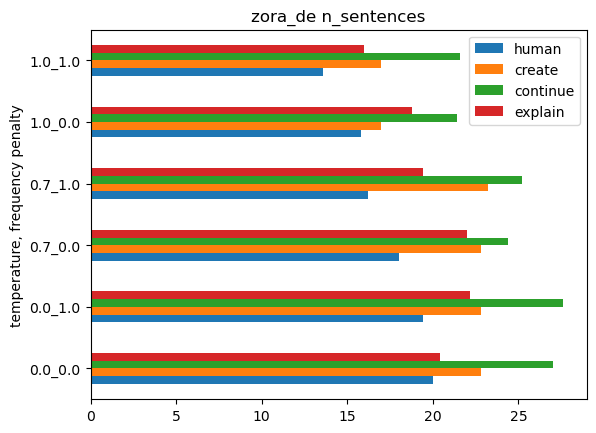 zora_de n_sentences
human
create
continue
explain
temperature, frequency penalty
1.0_1.0
1.0_0.0
0.7_1.0
0.7_0.0
0.0_1.0
0.0_0.0
0 5 10 15 20 25